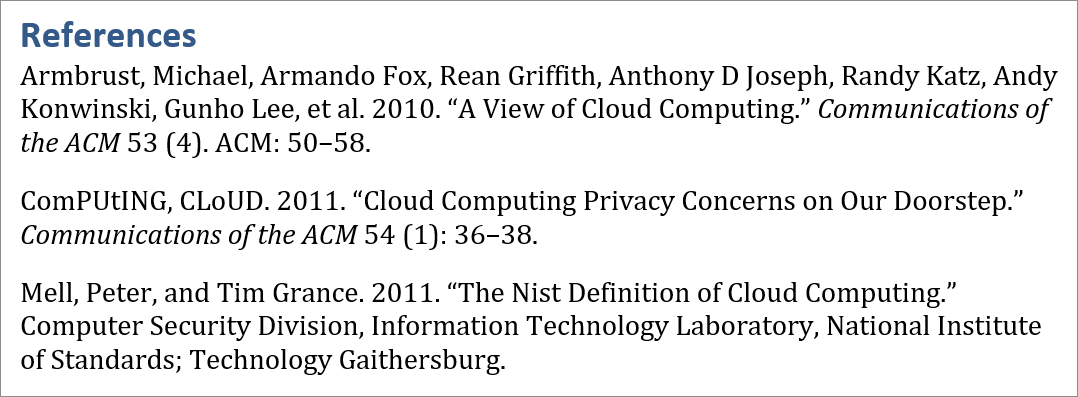 References
Armbrust, Michael, Armando Fox, Rean Griffith, Anthony D Joseph, Randy Katz, Andy
Konwinski, Gunho Lee, et al. 2010. “A View of Cloud Computing.” Communications of
the ACM 53 (4). ACM: 50–58.
ComPUtING, CLoUD. 2011. “Cloud Computing Privacy Concerns on Our Doorstep.”
Communications of the ACM 54 (1): 36–38.
Mell, Peter, and Tim Grance. 2011. “The Nist Definition of Cloud Computing.”
Computer Security Division, Information Technology Laboratory, National Institute
of Standards; Technology Gaithersburg.